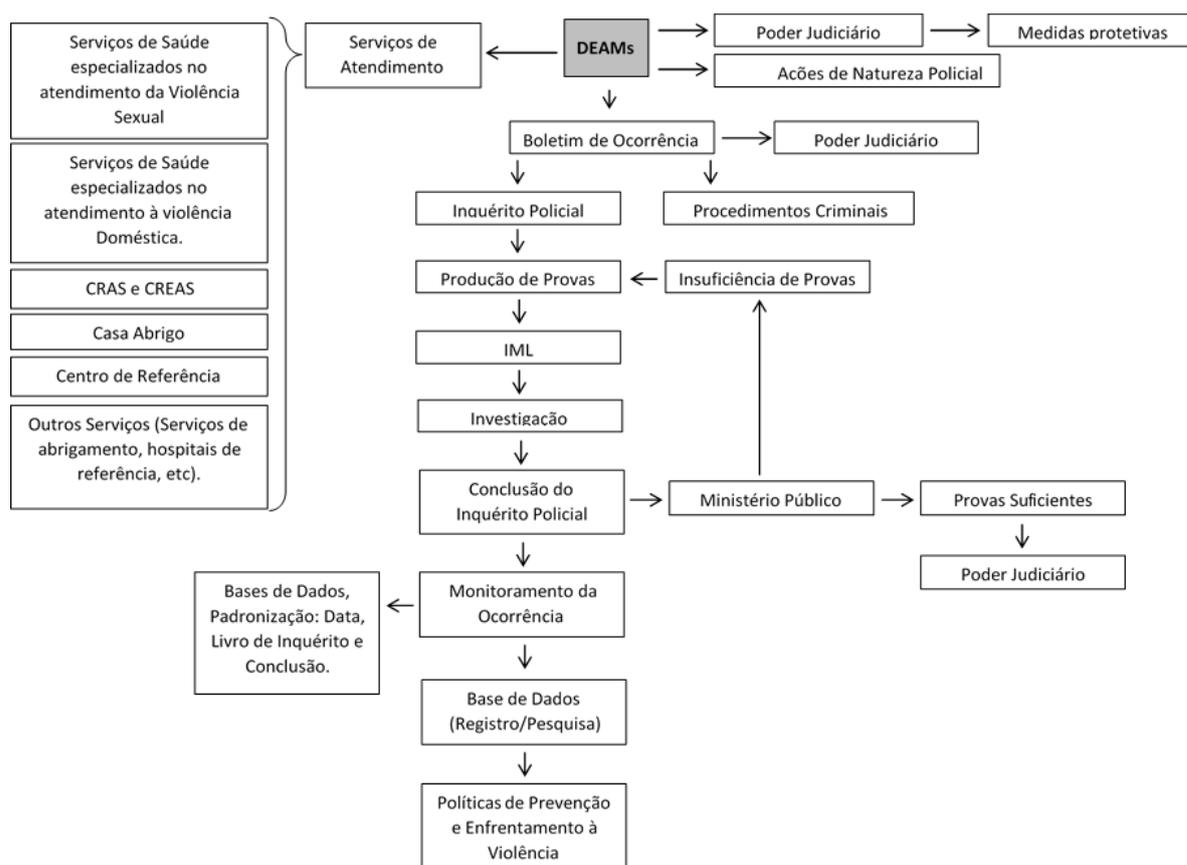 Serviços de Saúde
especializados no
atendimento da Violência
Sexual
Serviços de Saúde
especializados no
atendimento à violência
Doméstica.
CRAS e CREAS
Casa Abrigo
Centro de Referência
Outros Serviços (Serviços de
abrigamento, hospitais de
referência, etc).
Serviços de
Atendimento
DEAMs
Poder Judiciário
Medidas protetivas
Acões de Natureza Policial
Boletim de Ocorrência
Poder Judiciário
Inquérito Policial
Procedimentos Criminais
Produção de Provas
Insuficiência de Provas
IML
Investigação
Conclusão do
Inquérito Policial
Ministério Público
Provas Suficientes
Poder Judiciário
Bases de Dados,
Padronização: Data,
Livro de Inquérito e
Conclusão.
Monitoramento da
Ocorrência
Base de Dados
(Registro/Pesquisa)
Políticas de Prevenção
e Enfrentamento à
Violência